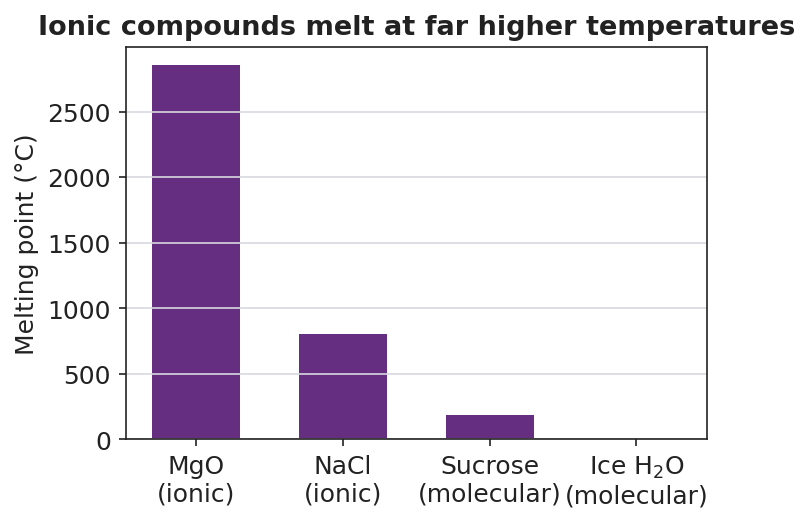 Ionic compounds melt at far higher temperatures
Melting point (°C)
2500
2000
1500
1000
500
0
MgO
(ionic)
NaCl
(ionic)
Sucrose
(molecular)
Ice H₂O
(molecular)